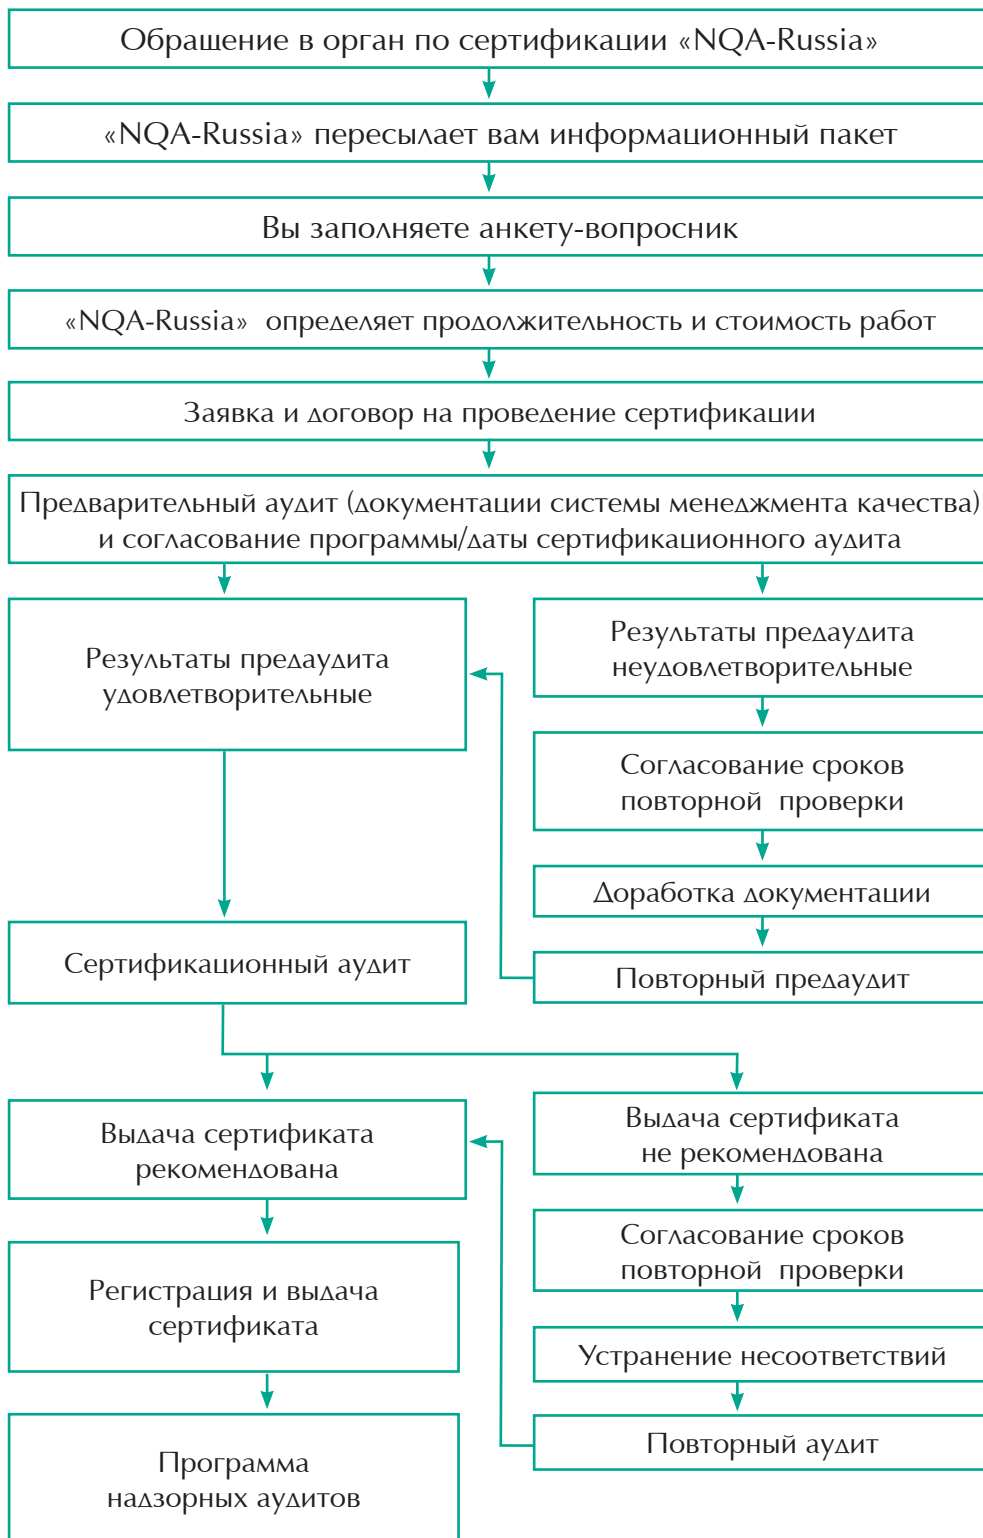 Обращение в орган по сертификации «NQA-Russia»
«NQA-Russia» пересылает вам информационный пакет
Вы заполняете анкету-вопросник
«NQA-Russia» определяет продолжительность и стоимость работ
Заявка и договор на проведение сертификации
Предварительный аудит (документации системы менеджмента качества)
и согласование программы/даты сертификационного аудита
Результаты предаудита
удовлетворительные
Результаты предаудита
неудовлетворительные
Согласование сроков
повторной проверки
Доработка документации
Повторный предаудит
Сертификационный аудит
Выдача сертификата
рекомендована
Выдача сертификата
не рекомендована
Согласование сроков
повторной проверки
Устранение несоответствий
Повторный аудит
Регистрация и выдача
сертификата
Программа
надзорных аудитов